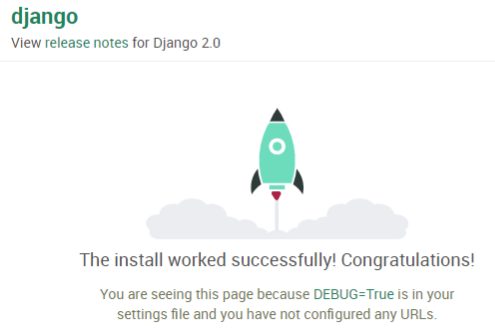 django
View release notes for Django 2.0
The install worked successfully! Congratulations!
You are seeing this page because DEBUG=True is in your
settings file and you have not configured any URLs.